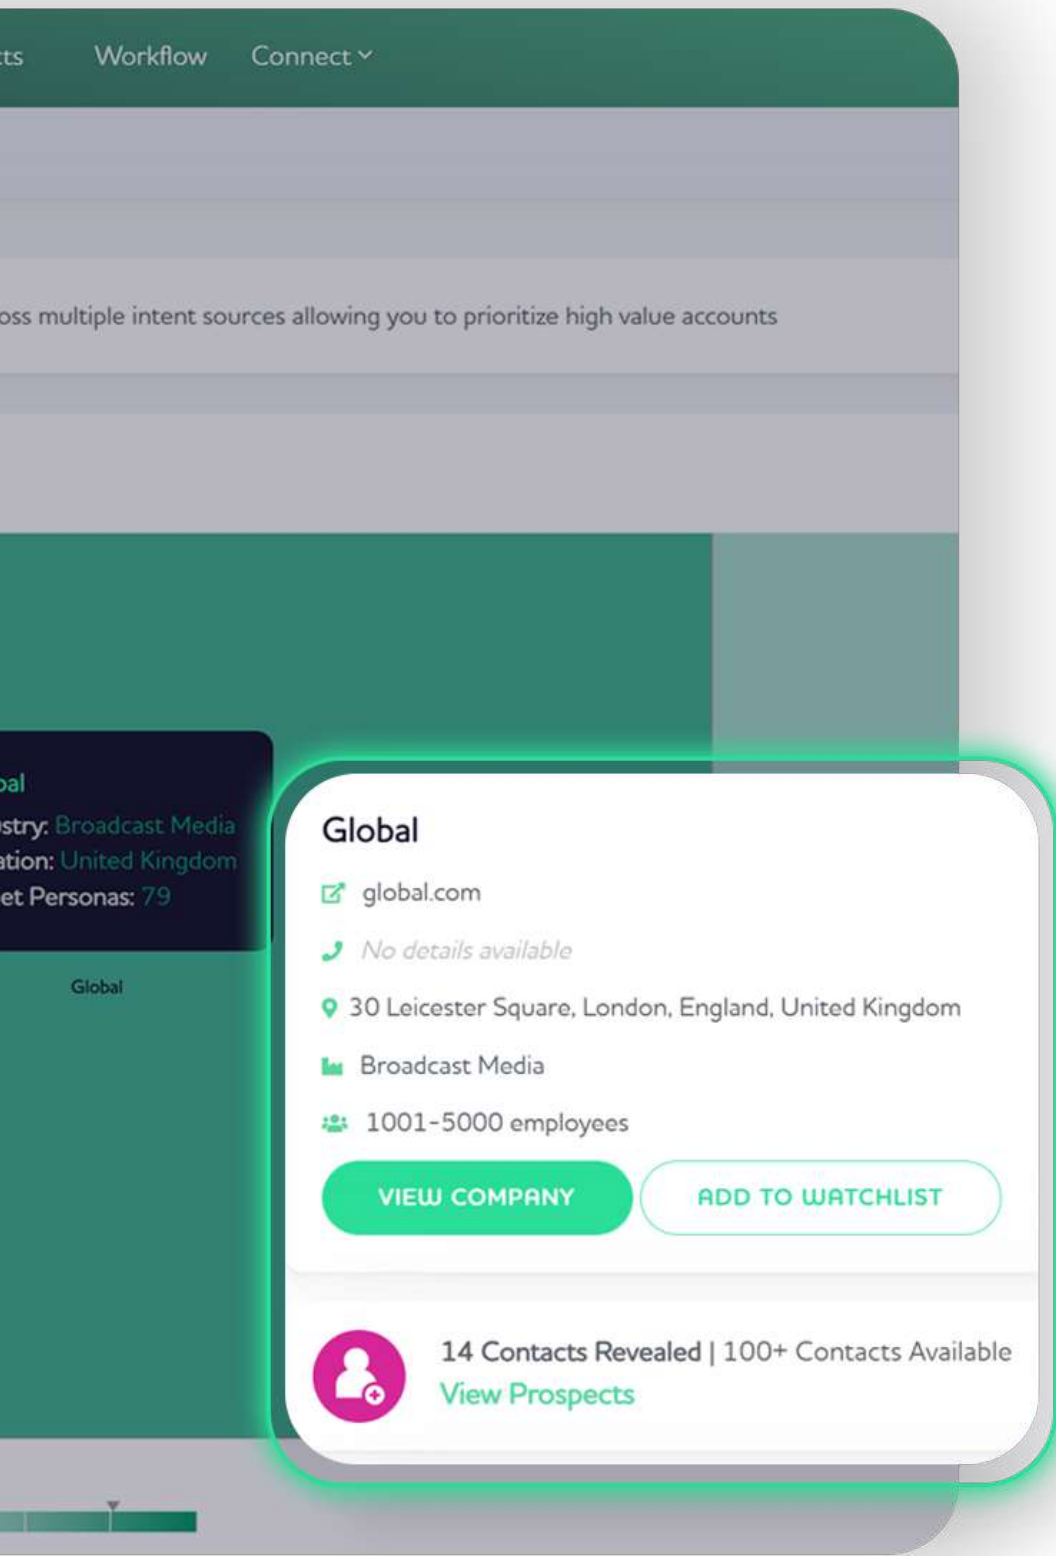 Workflow Connect
oss multiple intent sources allowing you to prioritize high value accounts
bal
stry: Broadcast Media
ation: United Kingdom
et Personas: 79
Global
Global
global.com
No details available
30 Leicester Square, London, England, United Kingdom
Broadcast Media
1001-5000 employees
VIEW COMPANY ADD TO WATCHLIST
14 Contacts Revealed | 100+ Contacts Available
View Prospects